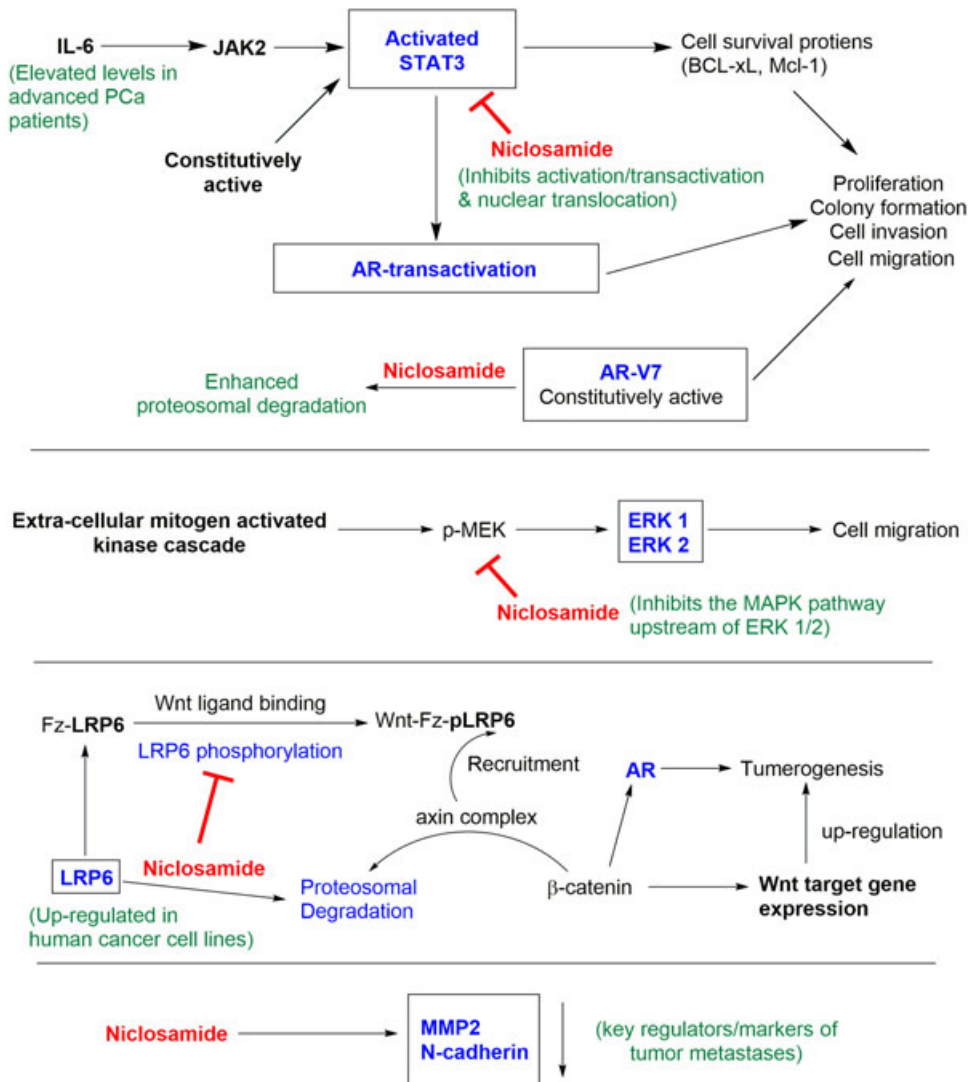 IL-6
JAK2
Activated
STAT3
Cell survival protiens
(BCL-xL, Mcl-1)
(Elevated levels in
advanced PCa
patients)
Constitutively
active
Niclosamide
(Inhibits activation/transactivation
& nuclear translocation)
Proliferation
Colony formation
Cell invasion
Cell migration
AR-transactivation
Enhanced
proteosomal degradation
Niclosamide
AR-V7
Constitutively active
Extra-cellular mitogen activated
kinase cascade
p-MEK
ERK 1
ERK 2
Cell migration
Niclosamide
(Inhibits the MAPK pathway
upstream of ERK 1/2)
Fz-LRP6
Wnt ligand binding
LRP6 phosphorylation
Wnt-Fz-pLRP6
Recruitment
axin complex
AR
Tumerogenesis
up-regulation
LRP6
Niclosamide
Proteosomal
Degradation
β-catenin
Wnt target gene
expression
(Up-regulated in
human cancer cell lines)
Niclosamide
MMP2
N-cadherin
(key regulators/markers of
tumor metastases)